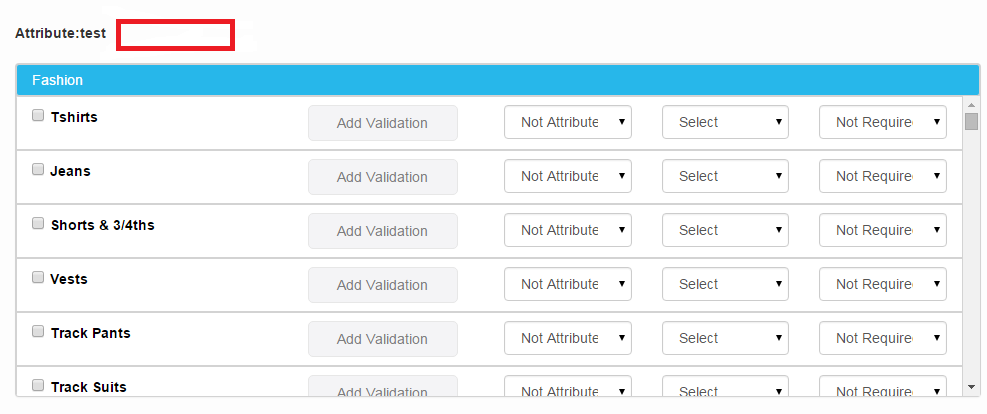 Attribute:test
Fashion
Tshirts Add Validation Not Attribute Select Not Require
Jeans Add Validation Not Attribute Select Not Require
Shorts & 3/4ths Add Validation Not Attribute Select Not Require
Vests Add Validation Not Attribute Select Not Require
Track Pants Add Validation Not Attribute Select Not Require
Track Suits Add Validation Not Attribute Select Not Require